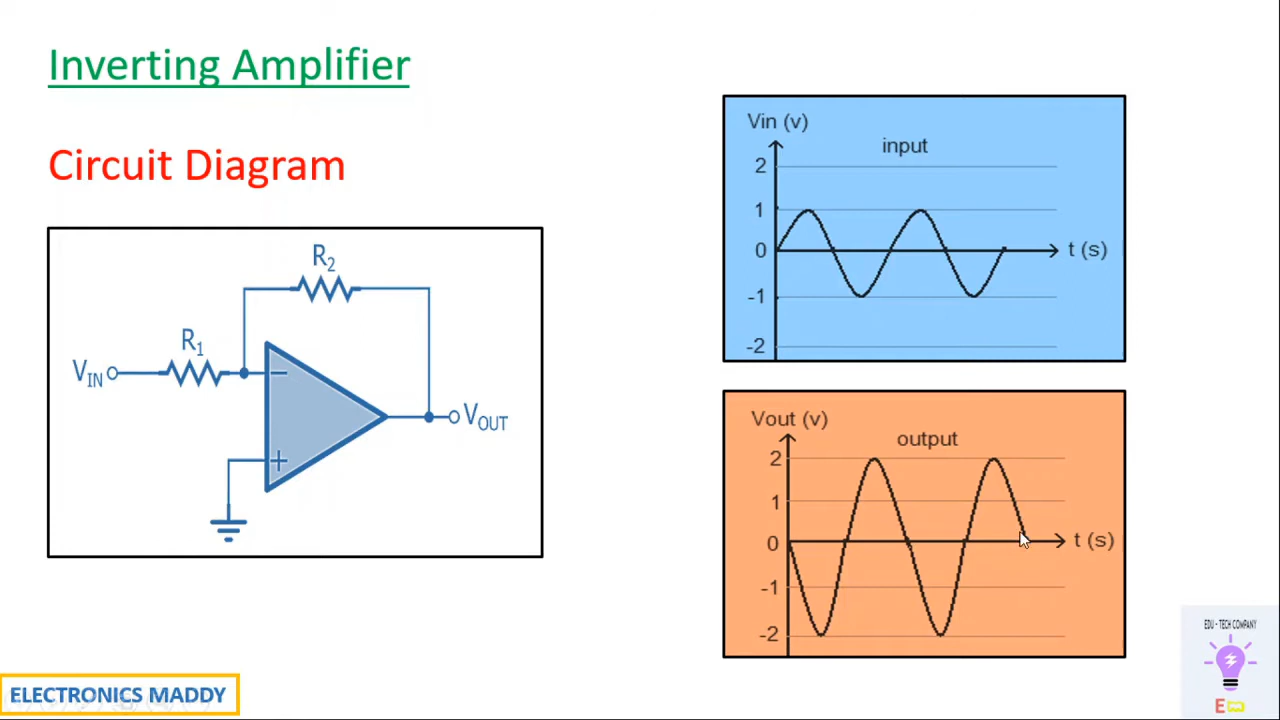 Inverting Amplifier
Circuit Diagram
R2
R1
VIN
−
+
VOUT
Vin (v)
input
2
1
0
t (s)
-1
-2
Vout (v)
output
2
1
0
t (s)
-1
-2
EDU - TECH COMPANY
Em
ELECTRONICS MADDY